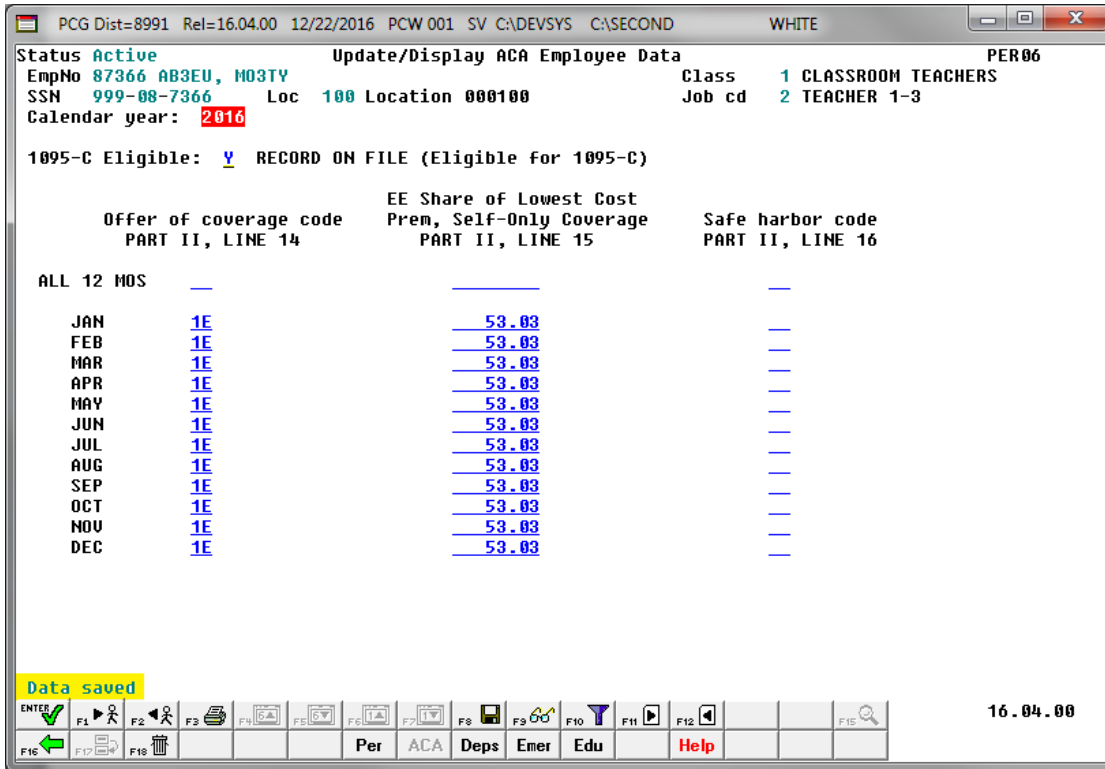 PCG Dist=8991 Rel=16.04.00 12/22/2016 PCW 001 SV C:\DEVSYS C:\SECOND WHITE
Status Active Update/Display ACA Employee Data PER06
EmpNo 87366 AB3EU, MO3TY Class 1 CLASSROOM TEACHERS
SSN 999-08-7366 Loc 100 Location 000100 Job cd 2 TEACHER 1-3
Calendar year: 2016
1095-C Eligible: Y RECORD ON FILE (Eligible for 1095-C)
EE Share of Lowest Cost
Offer of coverage code Prem, Self-Only Coverage Safe harbor code
PART II, LINE 14 PART II, LINE 15 PART II, LINE 16
ALL 12 MOS
JAN 1E 53.03
FEB 1E 53.03
MAR 1E 53.03
APR 1E 53.03
MAY 1E 53.03
JUN 1E 53.03
JUL 1E 53.03
AUG 1E 53.03
SEP 1E 53.03
OCT 1E 53.03
NOV 1E 53.03
DEC 1E 53.03
Data saved
ENTER F1 F2 F3 F4 F5 F6 F7 F8 F9 F10 F11 F12 F15 16.04.00
F16 F17 F18 Per ACA Deps Emer Edu Help